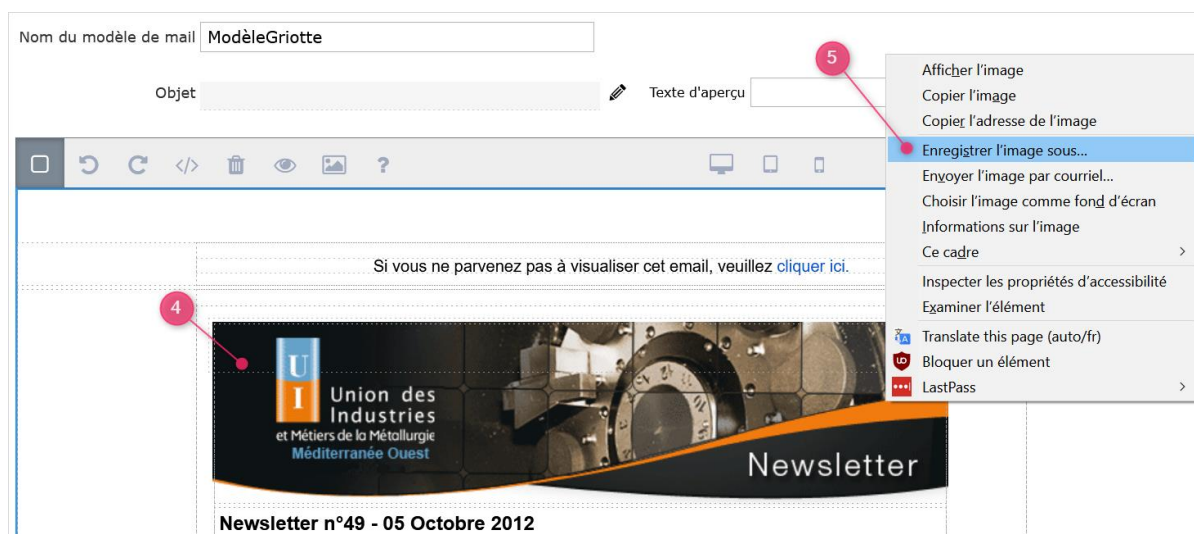 Nom du modèle de mail ModèleGriotte
Objet
Texte d'aperçu
5
Afficher l'image
Copier l'image
Copier l'adresse de l'image
Enregistrer l'image sous...
Envoyer l'image par courriel...
Choisir l'image comme fond d'écran
Informations sur l'image
Ce cadre
Inspecter les propriétés d'accessibilité
Examiner l'élément
Translate this page (auto/fr)
Bloquer un élément
LastPass
Si vous ne parvenez pas à visualiser cet email, veuillez cliquer ici.
4
U
I
Union des
Industries
et Métiers de la Métallurgie
Méditerranée Ouest
Newsletter
Newsletter n°49 - 05 Octobre 2012